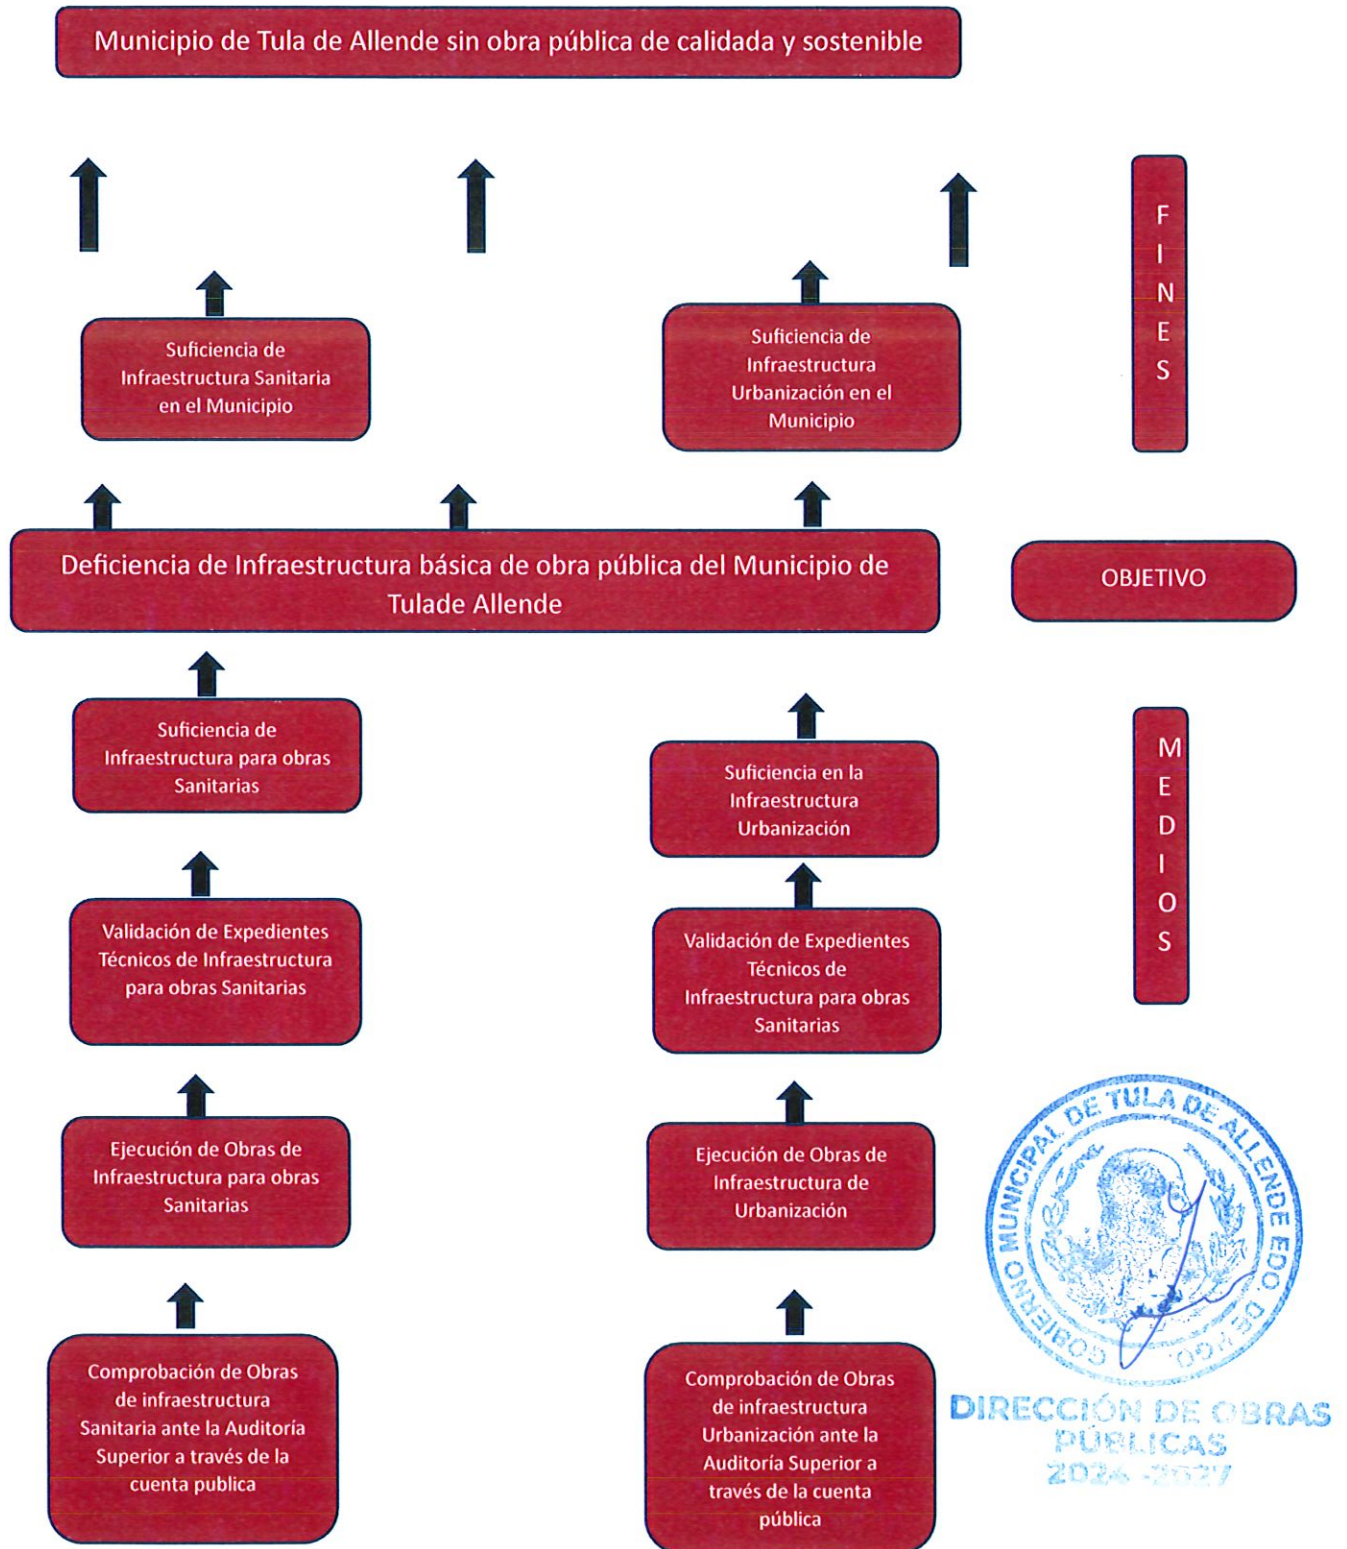 Municipio de Tula de Allende sin obra pública de calidada y sostenible
F
I
N
E
S
Suficiencia de
Infraestructura Sanitaria
en el Municipio
Suficiencia de
Infraestructura
Urbanización en el
Municipio
Deficiencia de Infraestructura básica de obra pública del Municipio de
Tulade Allende
OBJETIVO
Suficiencia de
Infraestructura para obras
Sanitarias
Suficiencia en la
Infraestructura
Urbanización
M
E
D
I
O
S
Validación de Expedientes
Técnicos de Infraestructura
para obras Sanitarias
Validación de Expedientes
Técnicos de
Infraestructura para obras
Sanitarias
Ejecución de Obras de
Infraestructura para obras
Sanitarias
Ejecución de Obras de
Infraestructura de
Urbanización
Comprobación de Obras
de infraestructura
Sanitaria ante la Auditoría
Superior a través de la
cuenta publica
Comprobación de Obras
de infraestructura
Urbanización ante la
Auditoría Superior a
través de la cuenta
pública
GOBIERNO MUNICIPAL DE TULA DE ALLENDE EDO. DE HGO.
DIRECCIÓN DE OBRAS
PÚBLICAS
2024 - 2027